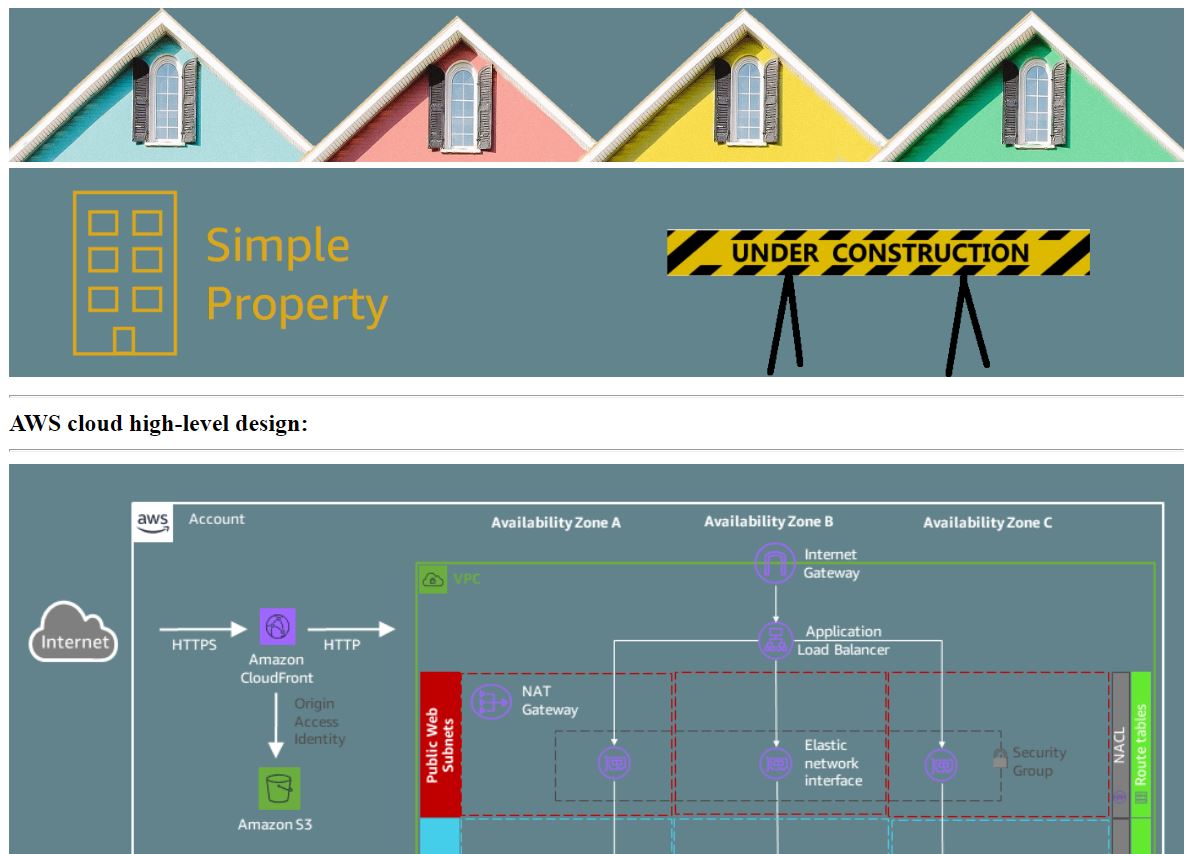 Simple
Property
UNDER CONSTRUCTION
AWS cloud high-level design:
aws
Account
Availability Zone A
Availability Zone B
Availability Zone C
Internet
Gateway
VPC
Internet
HTTPS
HTTP
Amazon
CloudFront
Application
Load Balancer
Origin
Access
Identity
NAT
Gateway
Public Web
Subnets
Elastic
network
interface
Security
Group
NACL
Route tables
Amazon S3